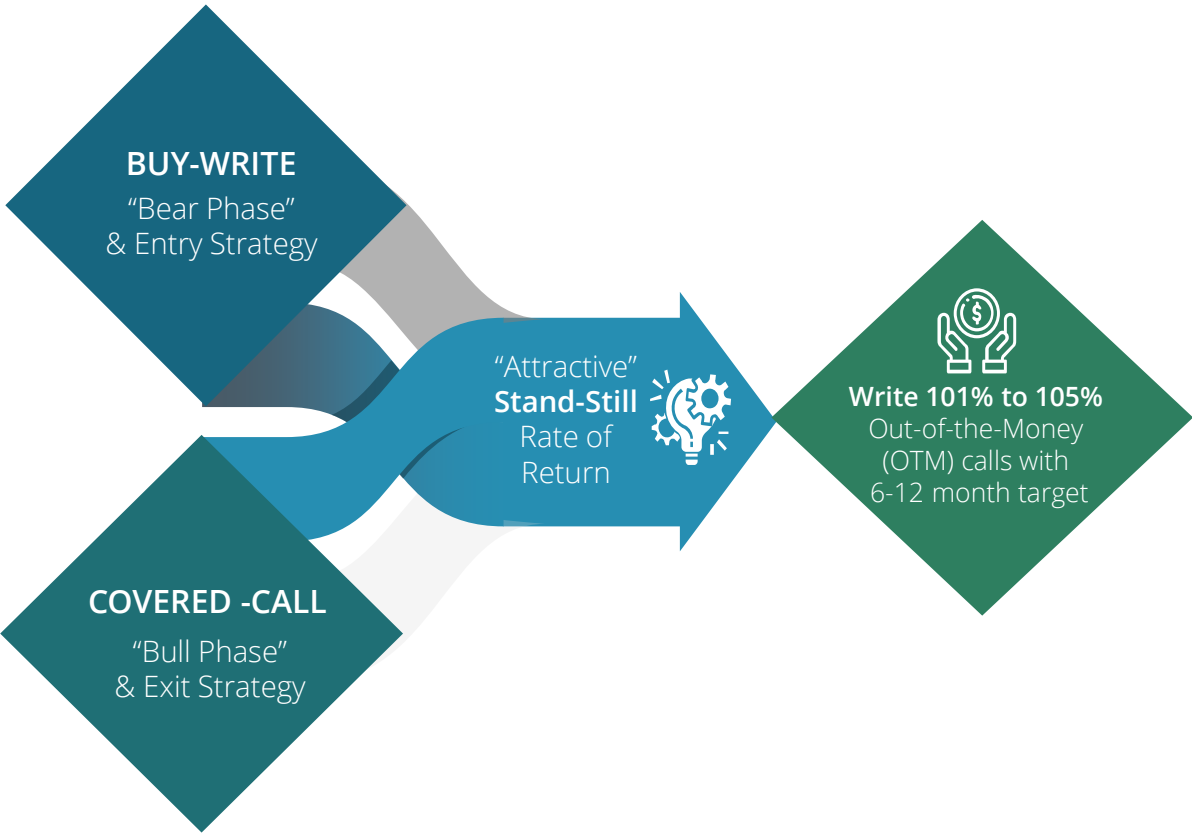 BUY-WRITE
“Bear Phase”
& Entry Strategy
“Attractive”
Stand-Still
Rate of
Return
$
Write 101% to 105%
Out-of-the-Money
(OTM) calls with
6-12 month target
COVERED -CALL
“Bull Phase”
& Exit Strategy